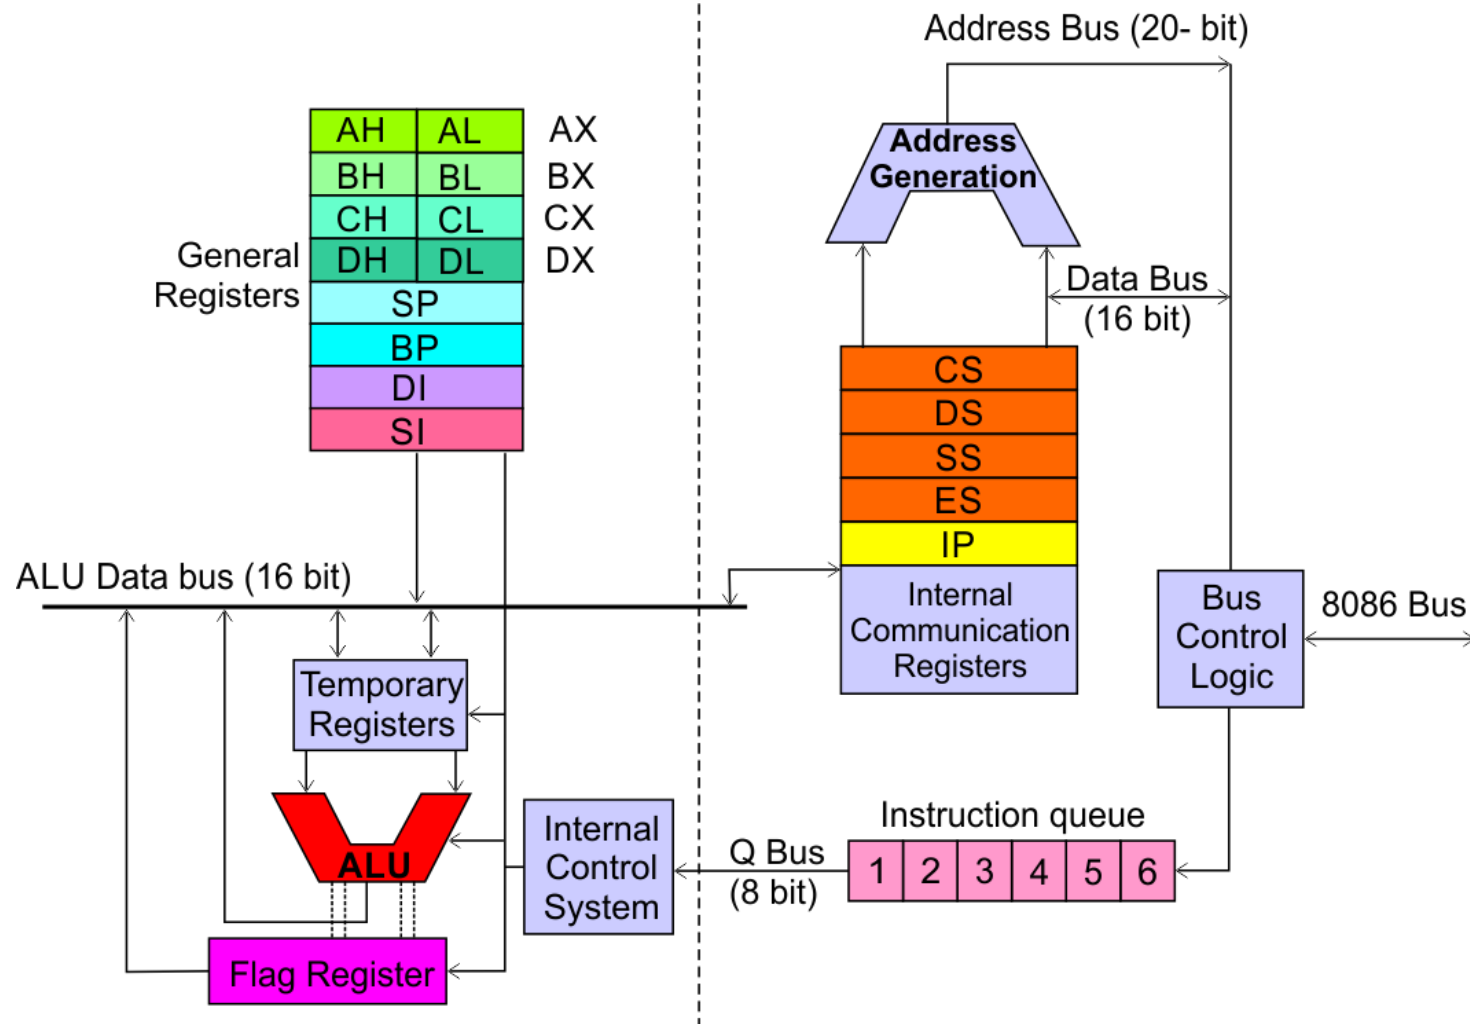 Address Bus (20- bit)
AH AL AX
BH BL BX
CH CL CX
DH DL DX
General
Registers
SP
BP
DI
SI
Address
Generation
Data Bus
(16 bit)
CS
DS
SS
ES
IP
Internal
Communication
Registers
ALU Data bus (16 bit)
Bus
Control
Logic
8086 Bus
Temporary
Registers
ALU
Flag Register
Internal
Control
System
Q Bus
(8 bit)
Instruction queue
1 2 3 4 5 6